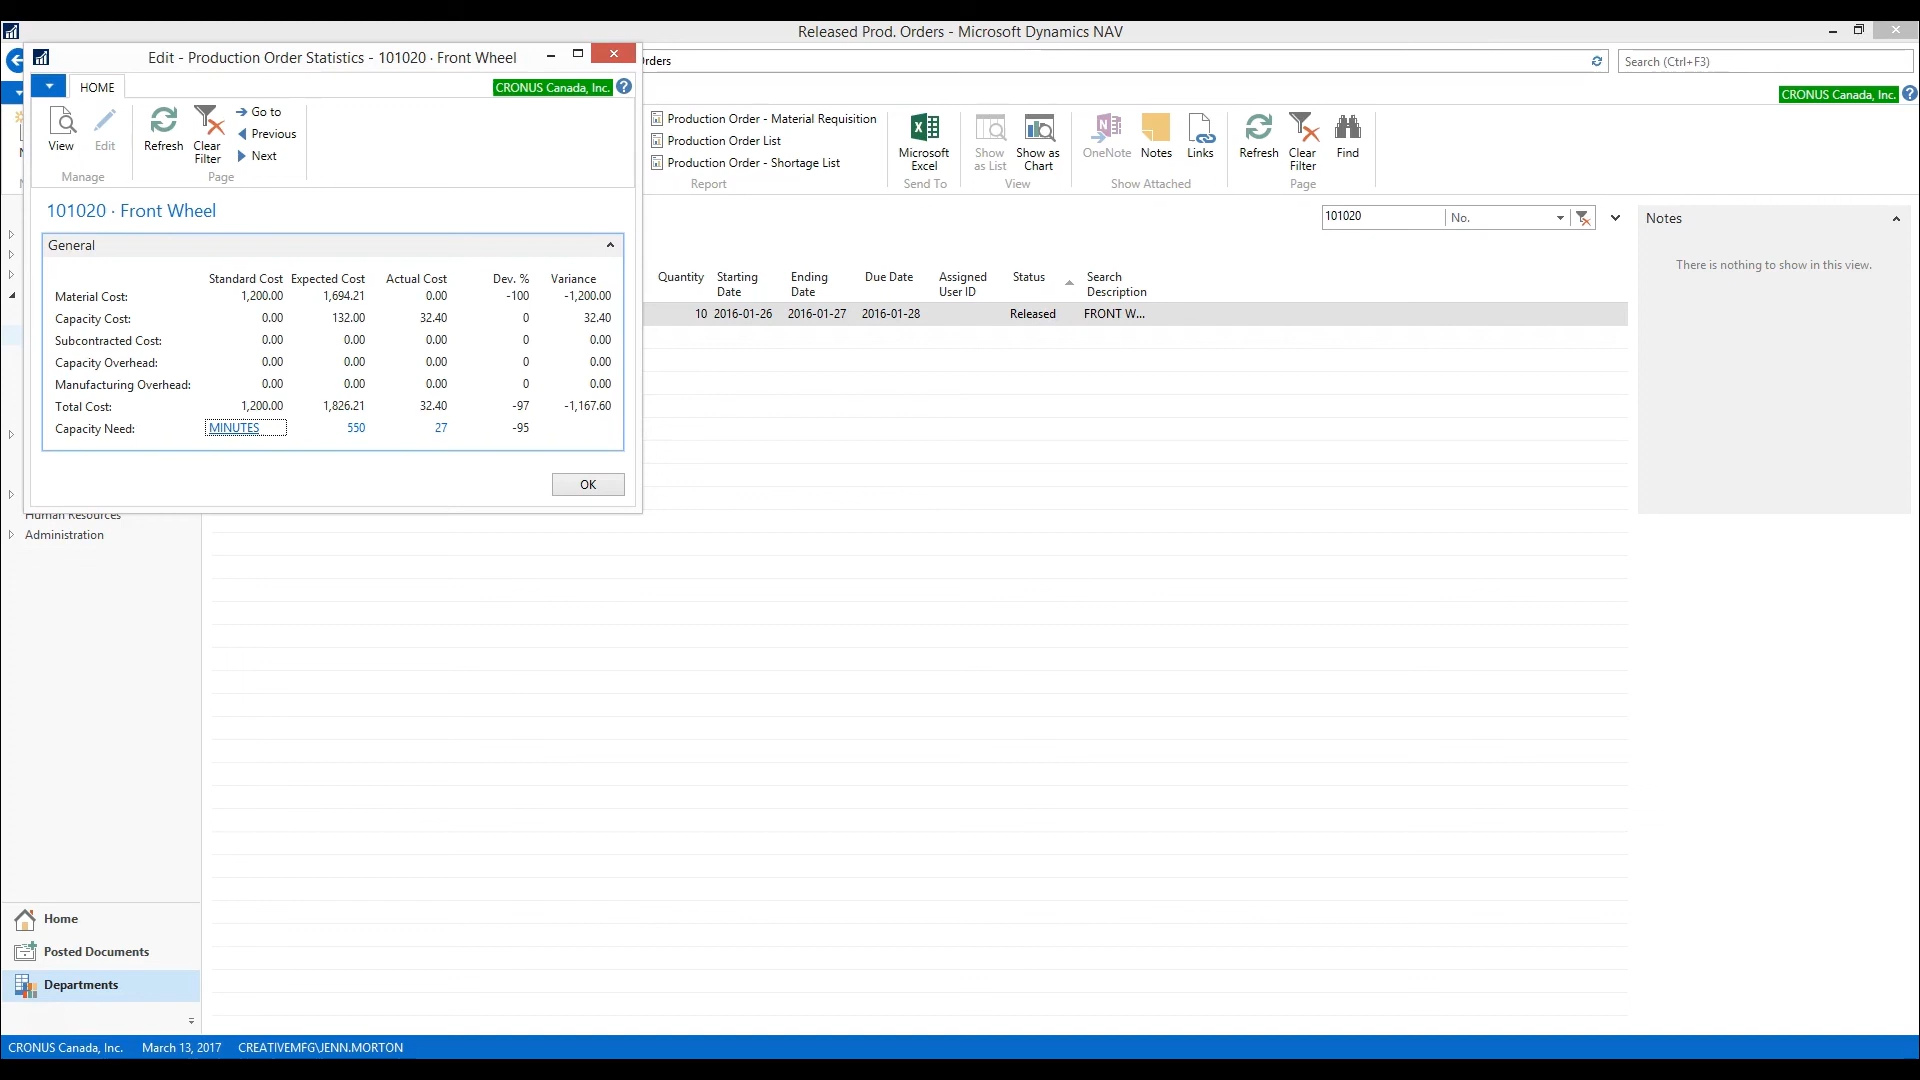 Released Prod. Orders - Microsoft Dynamics NAV
Edit - Production Order Statistics - 101020 · Front Wheel
Search (Ctrl+F3)
HOME
CRONUS Canada, Inc.
CRONUS Canada, Inc.
View
Edit
Refresh
Clear Filter
Go to
Previous
Next
Manage
Page
Production Order - Material Requisition
Production Order List
Production Order - Shortage List
Report
Microsoft Excel
Send To
Show as List
Show as Chart
View
OneNote
Notes
Links
Show Attached
Refresh
Clear Filter
Find
Page
101020 · Front Wheel
101020 No.
Notes
There is nothing to show in this view.
General
Standard Cost Expected Cost Actual Cost Dev. % Variance
Material Cost: 1,200.00 1,694.21 0.00 -100 -1,200.00
Capacity Cost: 0.00 132.00 32.40 0 32.40
Subcontracted Cost: 0.00 0.00 0.00 0 0.00
Capacity Overhead: 0.00 0.00 0.00 0 0.00
Manufacturing Overhead: 0.00 0.00 0.00 0 0.00
Total Cost: 1,200.00 1,826.21 32.40 -97 -1,167.60
Capacity Need: MINUTES 550 27 -95
OK
Quantity Starting Date Ending Date Due Date Assigned User ID Status Search Description
10 2016-01-26 2016-01-27 2016-01-28 Released FRONT W...
Human Resources
Administration
Home
Posted Documents
Departments
CRONUS Canada, Inc. March 13, 2017 CREATIVEMFG\JENN.MORTON